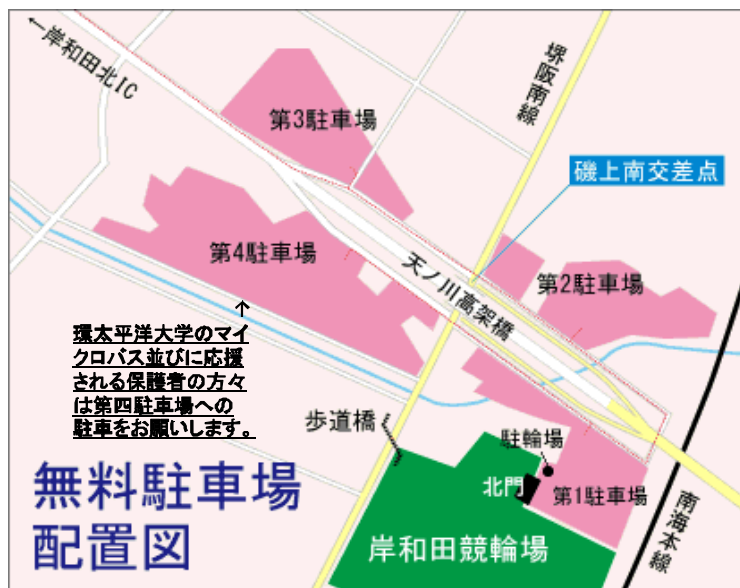 ←岸和田北IC
堺阪南線
第3駐車場
磯上南交差点
第4駐車場
天ノ川高架橋
第2駐車場
↑
環太平洋大学のマイ
クロバス並びに応援
される保護者の方々
は第四駐車場への
駐車をお願いします。
歩道橋
駐輪場
北門
第1駐車場
南海本線
岸和田競輪場
無料駐車場
配置図